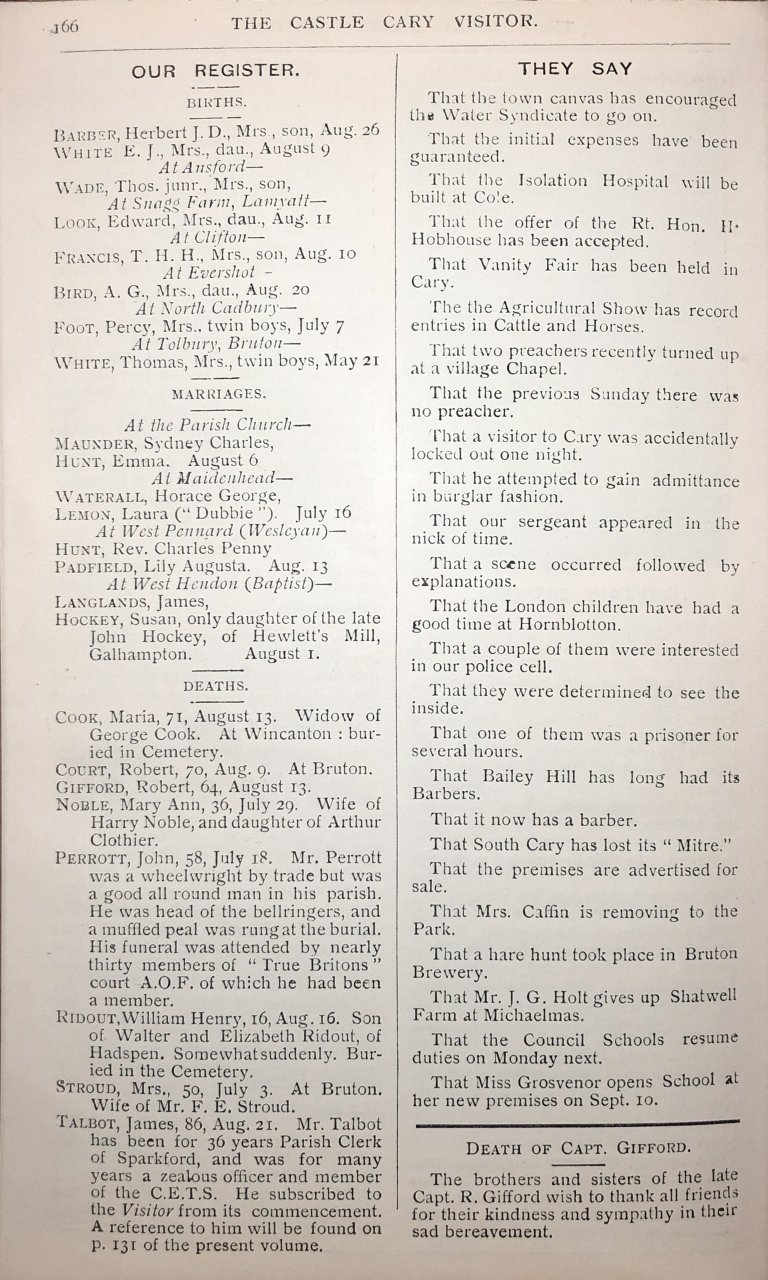 166
THE CASTLE CARY VISITOR.
OUR REGISTER.
BIRTHS.
BARBER, Herbert J. D., Mrs , son, Aug. 26
WHITE E. J., Mrs., dau., August 9
At Ansford—
WADE, Thos. junr., Mrs., son,
At Snagg Farm, Lamyatt—
LOOK, Edward, Mrs., dau., Aug. 11
At Clifton—
FRANCIS, T. H. H., Mrs., son, Aug. 10
At Evershot -
BIRD, A. G., Mrs., dau., Aug. 20
At North Cadbury—
FOOT, Percy, Mrs.. twin boys, July 7
At Tolbury, Bruton—
WHITE, Thomas, Mrs., twin boys, May 21
MARRIAGES.
At the Parish Church—
MAUNDER, Sydney Charles,
HUNT, Emma. August 6
At Maidenhead—
WATERALL, Horace George,
LEMON, Laura (“ Dubbie ”). July 16
At West Pennard (Wesleyan)—
HUNT, Rev. Charles Penny
PADFIELD, Lily Augusta. Aug. 13
At West Hendon (Baptist)—
LANGLANDS, James,
HOCKEY, Susan, only daughter of the late
John Hockey, of Hewlett's Mill,
Galhampton. August 1.
DEATHS.
COOK, Maria, 71, August 13. Widow of
George Cook. At Wincanton : bur-
ied in Cemetery.
COURT, Robert, 70, Aug. 9. At Bruton.
GIFFORD, Robert, 64, August 13.
NOBLE, Mary Ann, 36, July 29. Wife of
Harry Noble, and daughter of Arthur
Clothier.
PERROTT, John, 58, July 18. Mr. Perrott
was a wheelwright by trade but was
a good all round man in his parish.
He was head of the bellringers, and
a muffled peal was rung at the burial.
His funeral was attended by nearly
thirty members of “ True Britons ”
court A.O.F. of which he had been
a member.
RIDOUT, William Henry, 16, Aug. 16. Son
of Walter and Elizabeth Ridout, of
Hadspen. Somewhat suddenly. Bur-
ied in the Cemetery.
STROUD, Mrs., 50, July 3. At Bruton.
Wife of Mr. F. E. Stroud.
TALBOT, James, 86, Aug. 21. Mr. Talbot
has been for 36 years Parish Clerk
of Sparkford, and was for many
years a zealous officer and member
of the C.E.T.S. He subscribed to
the Visitor from its commencement.
A reference to him will be found on
p. 131 of the present volume.
THEY SAY
That the town canvas has encouraged
the Water Syndicate to go on.
That the initial expenses have been
guaranteed.
That the Isolation Hospital will be
built at Cole.
That the offer of the Rt. Hon. H.
Hobhouse has been accepted.
That Vanity Fair has been held in
Cary.
The the Agricultural Show has record
entries in Cattle and Horses.
That two preachers recently turned up
at a village Chapel.
That the previous Sunday there was
no preacher.
That a visitor to Cary was accidentally
locked out one night.
That he attempted to gain admittance
in burglar fashion.
That our sergeant appeared in the
nick of time.
That a scene occurred followed by
explanations.
That the London children have had a
good time at Hornblotton.
That a couple of them were interested
in our police cell.
That they were determined to see the
inside.
That one of them was a prisoner for
several hours.
That Bailey Hill has long had its
Barbers.
That it now has a barber.
That South Cary has lost its “ Mitre.”
That the premises are advertised for
sale.
That Mrs. Caffin is removing to the
Park.
That a hare hunt took place in Bruton
Brewery.
That Mr. J. G. Holt gives up Shatwell
Farm at Michaelmas.
That the Council Schools resume
duties on Monday next.
That Miss Grosvenor opens School at
her new premises on Sept. 10.
DEATH OF CAPT. GIFFORD.
The brothers and sisters of the late
Capt. R. Gifford wish to thank all friends
for their kindness and sympathy in their
sad bereavement.